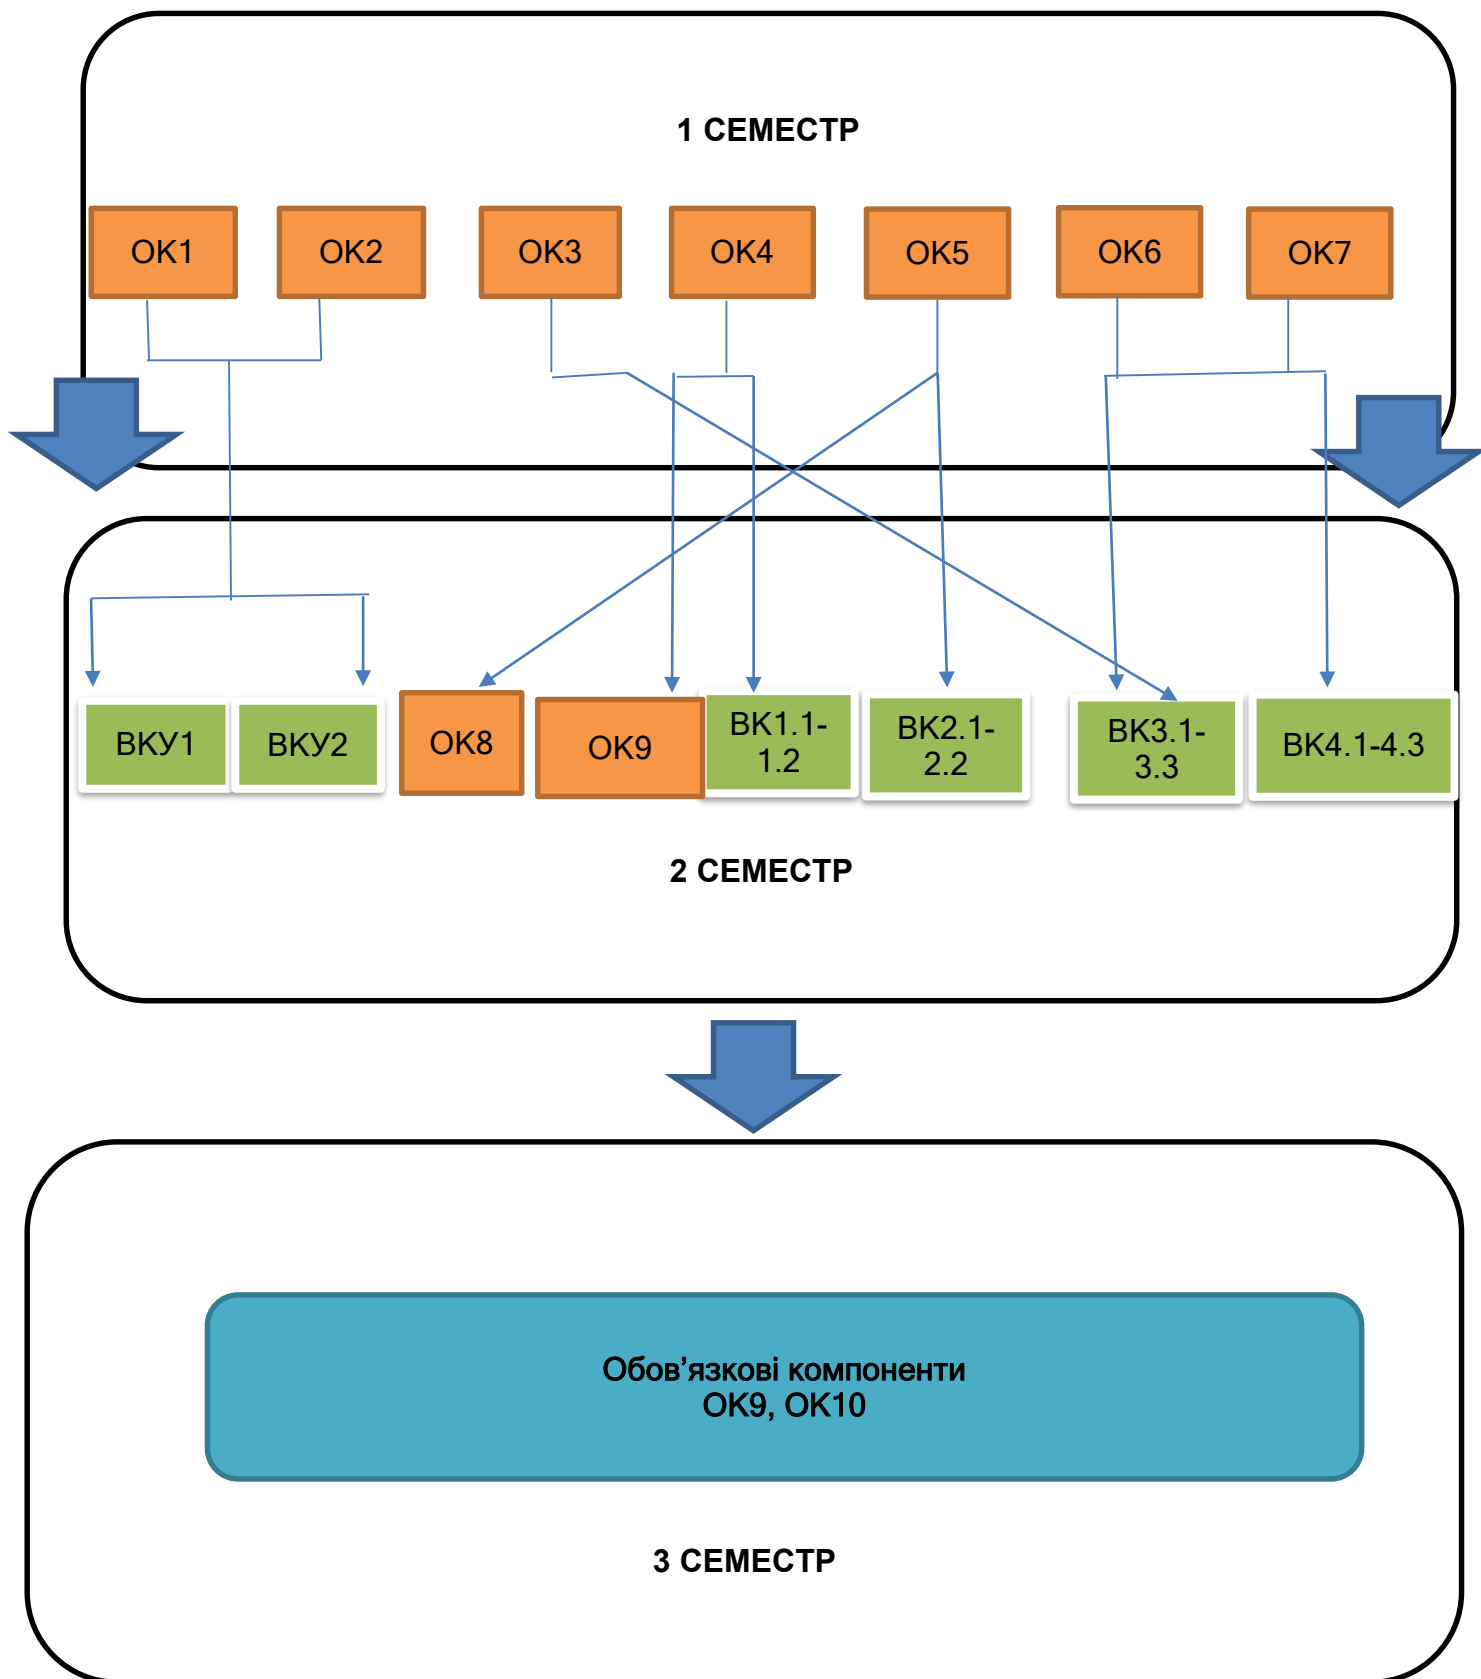 1 СЕМЕСТР
ОК1
ОК2
ОК3
ОК4
ОК5
ОК6
ОК7
ВКУ1
ВКУ2
ОК8
ОК9
ВК1.1-
1.2
ВК2.1-
2.2
ВК3.1-
3.3
ВК4.1-4.3
2 СЕМЕСТР
Обов’язкові компоненти
ОК9, ОК10
3 СЕМЕСТР